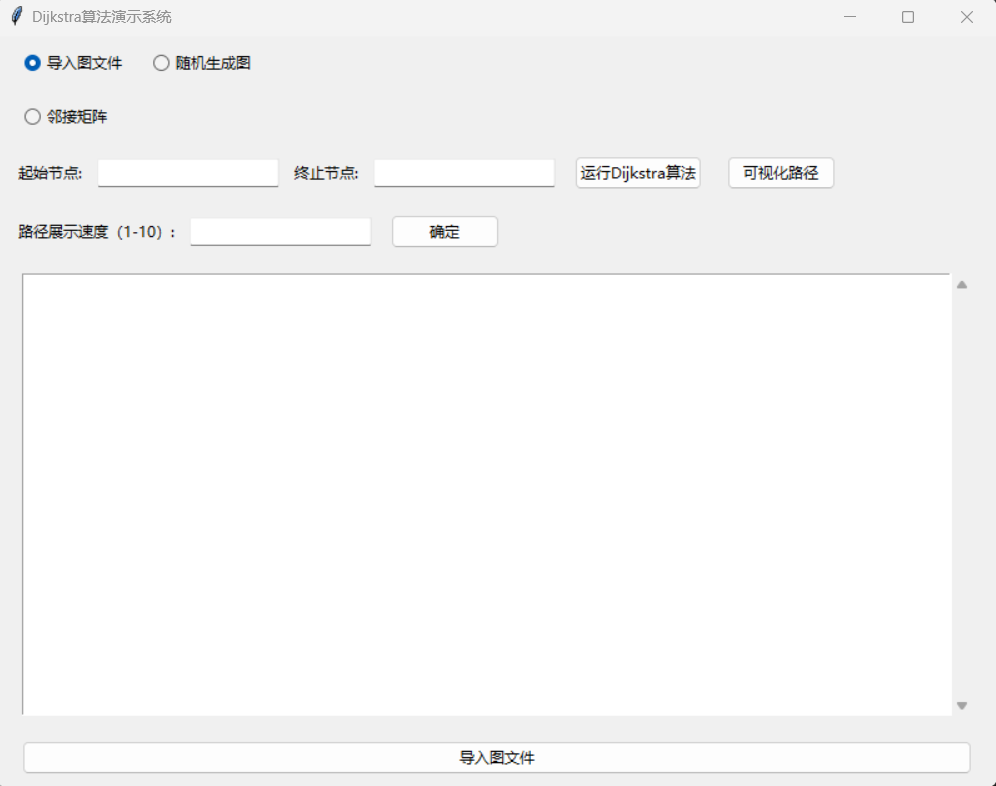 Dijkstra算法演示系统
导入图文件 随机生成图
邻接矩阵
起始节点: 终止节点: 运行Dijkstra算法 可视化路径
路径展示速度（1-10）： 确定
导入图文件